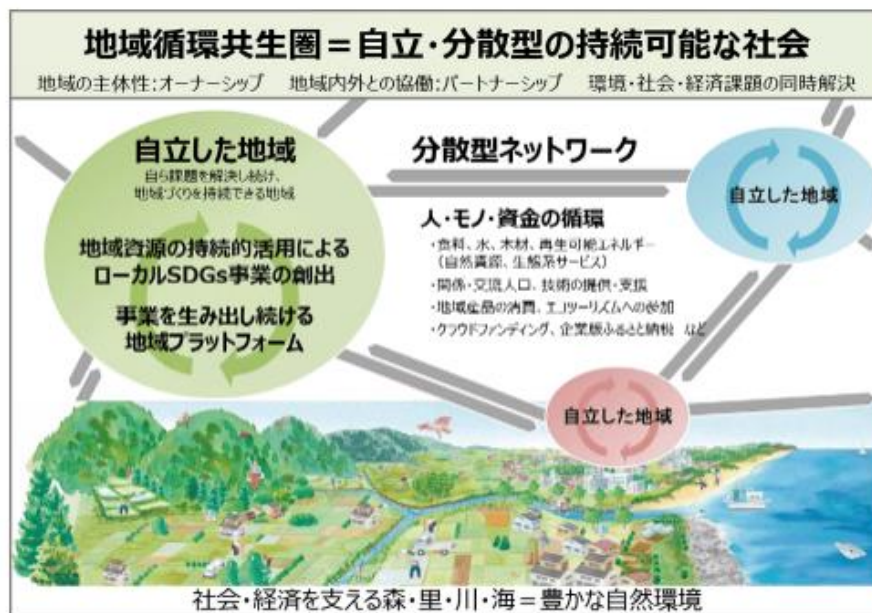 地域循環共生圏＝自立・分散型の持続可能な社会
地域の主体性:オーナーシップ　地域内外との協働:パートナーシップ　環境・社会・経済課題の同時解決
自立した地域
自ら課題を解決し続け、
地域づくりを持続できる地域
地域資源の持続的活用による
ローカルSDGs事業の創出
事業を生み出し続ける
地域プラットフォーム
分散型ネットワーク
人・モノ・資金の循環
・食料、水、木材、再生可能エネルギー
（自然資源、生態系サービス）
・関係・交流人口、技術の提供・支援
・地域産品の消費、エコツーリズムへの参加
・クラウドファンディング、企業版ふるさと納税　など
自立した地域
自立した地域
社会・経済を支える森・里・川・海＝豊かな自然環境